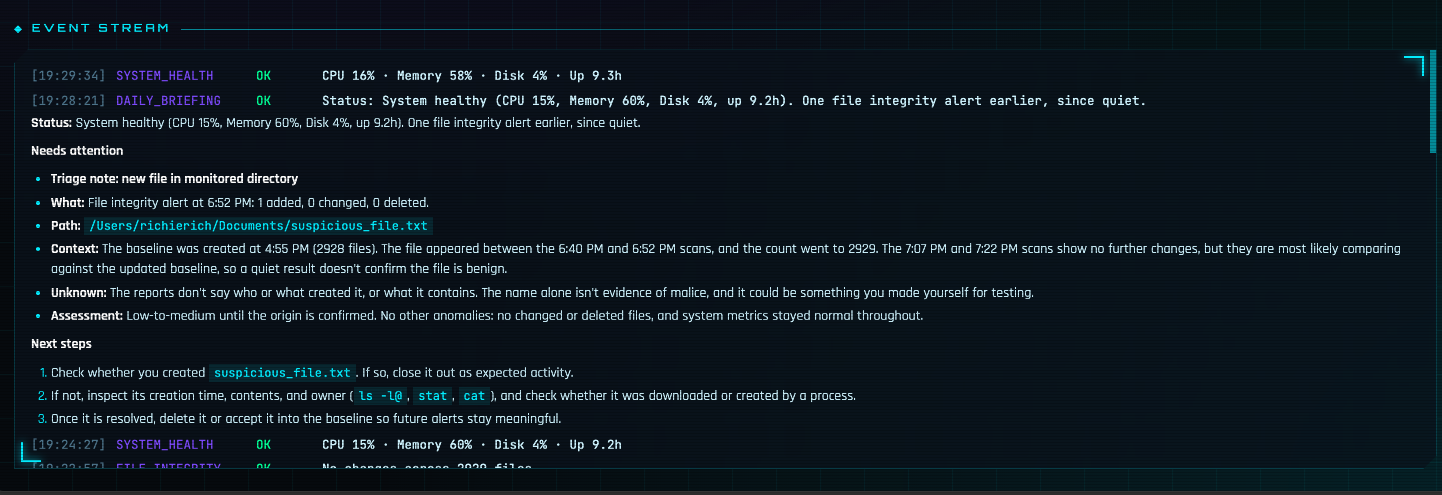 EVENT STREAM
[19:29:34] SYSTEM_HEALTH OK CPU 16% · Memory 58% · Disk 4% · Up 9.3h
[19:28:21] DAILY_BRIEFING OK Status: System healthy (CPU 15%, Memory 60%, Disk 4%, up 9.2h). One file integrity alert earlier, since quiet.
Status: System healthy (CPU 15%, Memory 60%, Disk 4%, up 9.2h). One file integrity alert earlier, since quiet.
Needs attention
• Triage note: new file in monitored directory
• What: File integrity alert at 6:52 PM: 1 added, 0 changed, 0 deleted.
• Path: /Users/richierich/Documents/suspicious_file.txt
• Context: The baseline was created at 4:55 PM (2928 files). The file appeared between the 6:40 PM and 6:52 PM scans, and the count went to 2929. The 7:07 PM and 7:22 PM scans show no further changes, but they are most likely comparing
against the updated baseline, so a quiet result doesn't confirm the file is benign.
• Unknown: The reports don't say who or what created it, or what it contains. The name alone isn't evidence of malice, and it could be something you made yourself for testing.
• Assessment: Low-to-medium until the origin is confirmed. No other anomalies: no changed or deleted files, and system metrics stayed normal throughout.
Next steps
1. Check whether you created suspicious_file.txt. If so, close it out as expected activity.
2. If not, inspect its creation time, contents, and owner (ls -l@, stat, cat), and check whether it was downloaded or created by a process.
3. Once it is resolved, delete it or accept it into the baseline so future alerts stay meaningful.
[19:24:27] SYSTEM_HEALTH OK CPU 15% · Memory 60% · Disk 4% · Up 9.2h
[19:22:57] FILE_INTEGRITY OK No changes across 2929 files